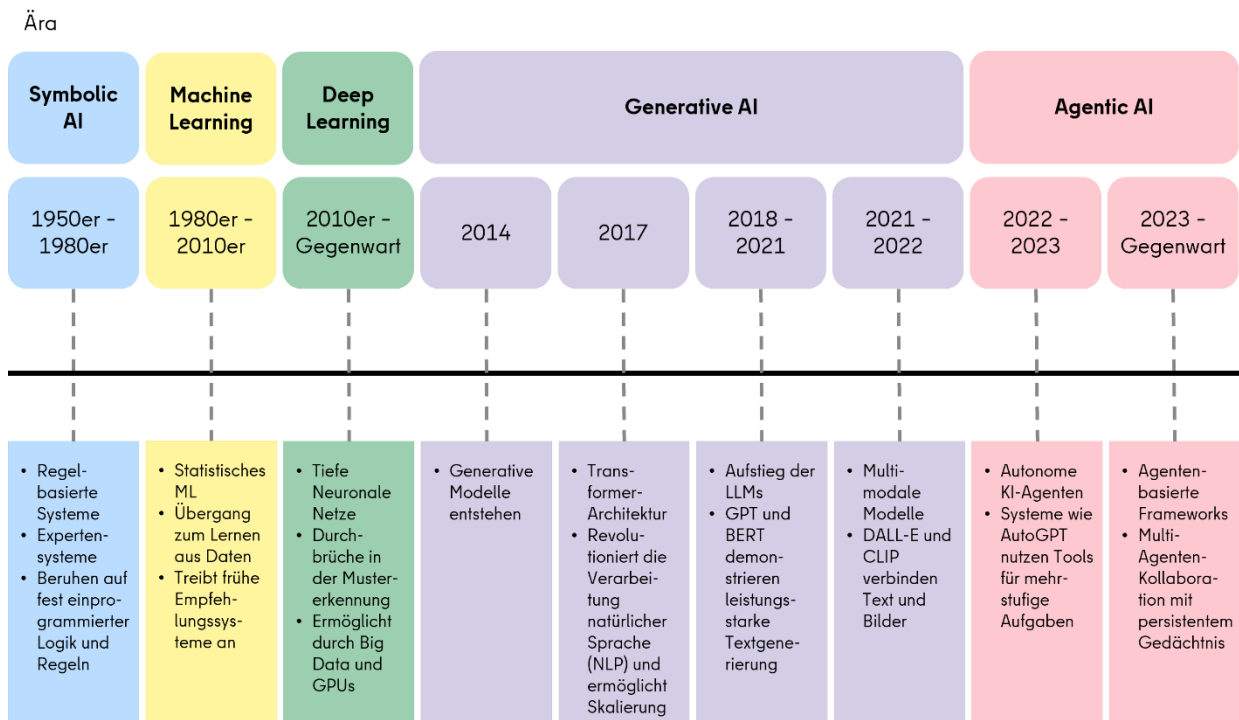 Ära
Symbolic
AI
Machine
Learning
Deep
Learning
Generative AI
Agentic AI
1950er -
1980er
1980er -
2010er
2010er -
Gegenwart
2014
2017
2018 -
2021
2021 -
2022
2022 -
2023
2023 -
Gegenwart
• Regel-
basierte
Systeme
• Experten-
systeme
• Beruhen auf
fest einpro-
grammierter
Logik und
Regeln
• Statistisches
ML
• Übergang
zum Lernen
aus Daten
• Treibt frühe
Empfeh-
lungssys-
teme an
• Tiefe
Neuronale
Netze
• Durch-
brüche in
der Muster-
erkennung
• Ermöglicht
durch Big
Data und
GPUs
• Generative
Modelle
entstehen
• Trans-
former-
Architektur
• Revolu-
tioniert die
Verarbei-
tung
natürlicher
Sprache
(NLP) und
ermöglicht
Skalierung
• Aufstieg der
LLMs
• GPT und
BERT
demon-
strieren
leistungs-
starke
Textgene-
rierung
• Multi-
modale
Modelle
• DALL-E und
CLIP
verbinden
Text und
Bilder
• Autonome
KI-Agenten
• Systeme wie
AutoGPT
nutzen Tools
für mehr-
stufige
Aufgaben
• Agenten-
basierte
Frameworks
• Multi-
Agenten-
Kollabora-
tion mit
persistentem
Gedächtnis